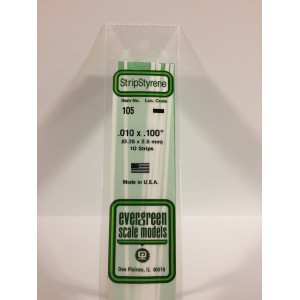 StripStyrene
Item No. Loc. Code
105
.010 x .100"
(0.25 x 2.5 mm)
10 Strips
Made in U.S.A.
evergreen
scale models
Des Plaines, IL 60018